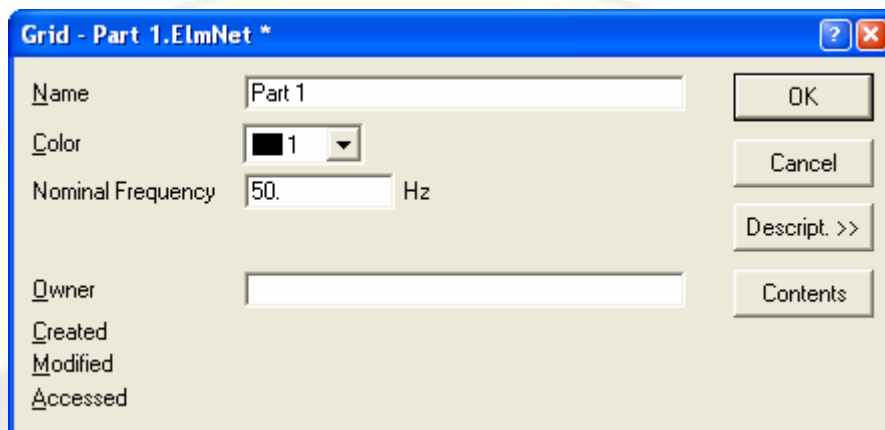 Grid - Part 1.ElmNet *
Name Part 1 OK
Color 1 Cancel
Nominal Frequency 50. Hz
Descript. >>
Owner Contents
Created
Modified
Accessed